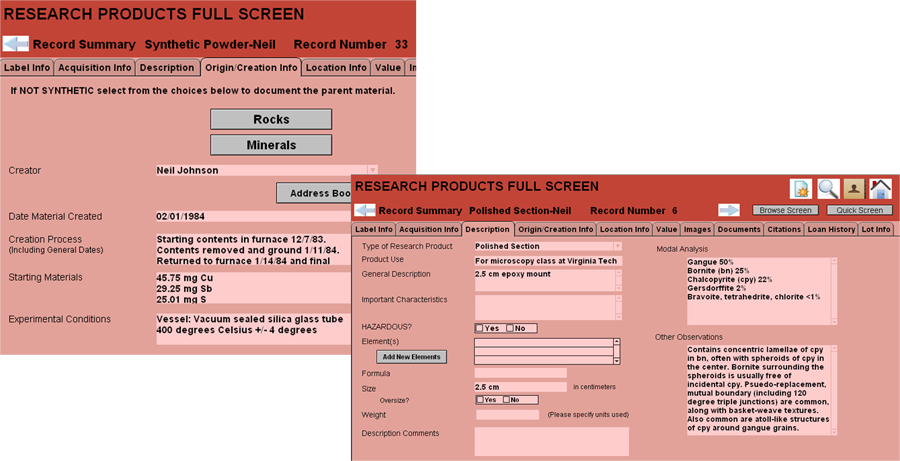 RESEARCH PRODUCTS FULL SCREEN
Record Summary Synthetic Powder-Neil Record Number 33
Label Info Acquisition Info Description Origin/Creation Info Location Info Value
If NOT SYNTHETIC select from the choices below to document the parent material.
Rocks
Minerals
Creator Neil Johnson
Address Boo
Date Material Created 02/01/1984
Creation Process Starting contents in furnace 12/7/83.
(Including General Dates) Contents removed and ground 1/11/84.
Returned to furnace 1/14/84 and final
Starting Materials 45.75 mg Cu
29.25 mg Sb
25.01 mg S
Experimental Conditions Vessel: Vacuum sealed silica glass tube
400 degrees Celsius +/- 4 degrees
RESEARCH PRODUCTS FULL SCREEN
Record Summary Polished Section-Neil Record Number 6 Browse Screen Quick Screen
Label Info Acquisition Info Description Origin/Creation Info Location Info Value Images Documents Citations Loan History Lot Info
Type of Research Product Polished Section
Product Use For microscopy class at Virginia Tech
General Description 2.5 cm epoxy mount
Important Characteristics
HAZARDOUS? Yes No
Element(s)
Add New Elements
Formula
Size 2.5 cm in centimeters
Oversize? Yes No
Weight (Please specify units used)
Description Comments
Modal Analysis
Gangue 50%
Bornite (bn) 25%
Chalcopyrite (cpy) 22%
Gersdorffite 2%
Bravoite, tetrahedrite, chlorite <1%
Other Observations
Contains concentric lamellae of cpy
in bn, often with spheroids of cpy in
the center. Bornite surrounding the
spheroids is usually free of
incidental cpy. Psuedo-replacement,
mutual boundary (including 120
degree triple junctions) are common,
along with basket-weave textures.
Also common are atoll-like structures
of cpy around gangue grains.